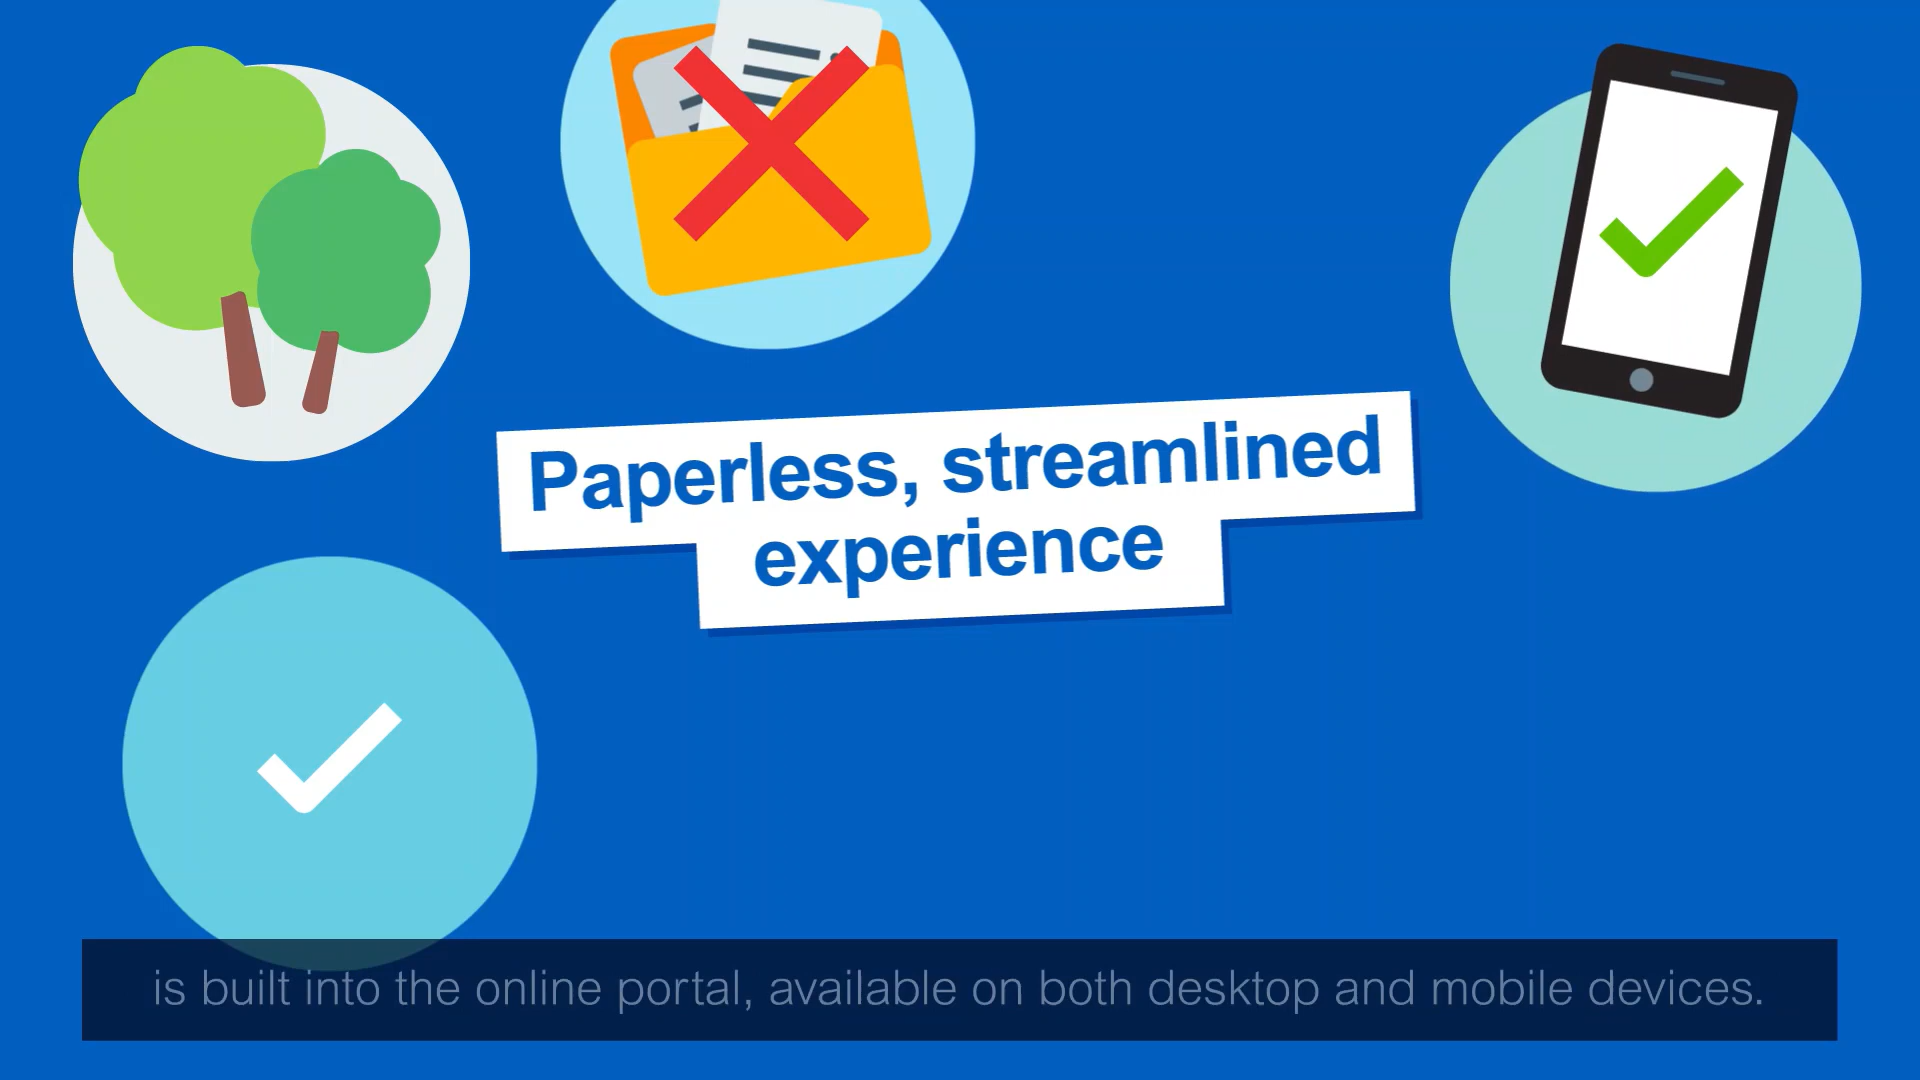 Paperless, streamlined
experience
is built into the online portal, available on both desktop and mobile devices.